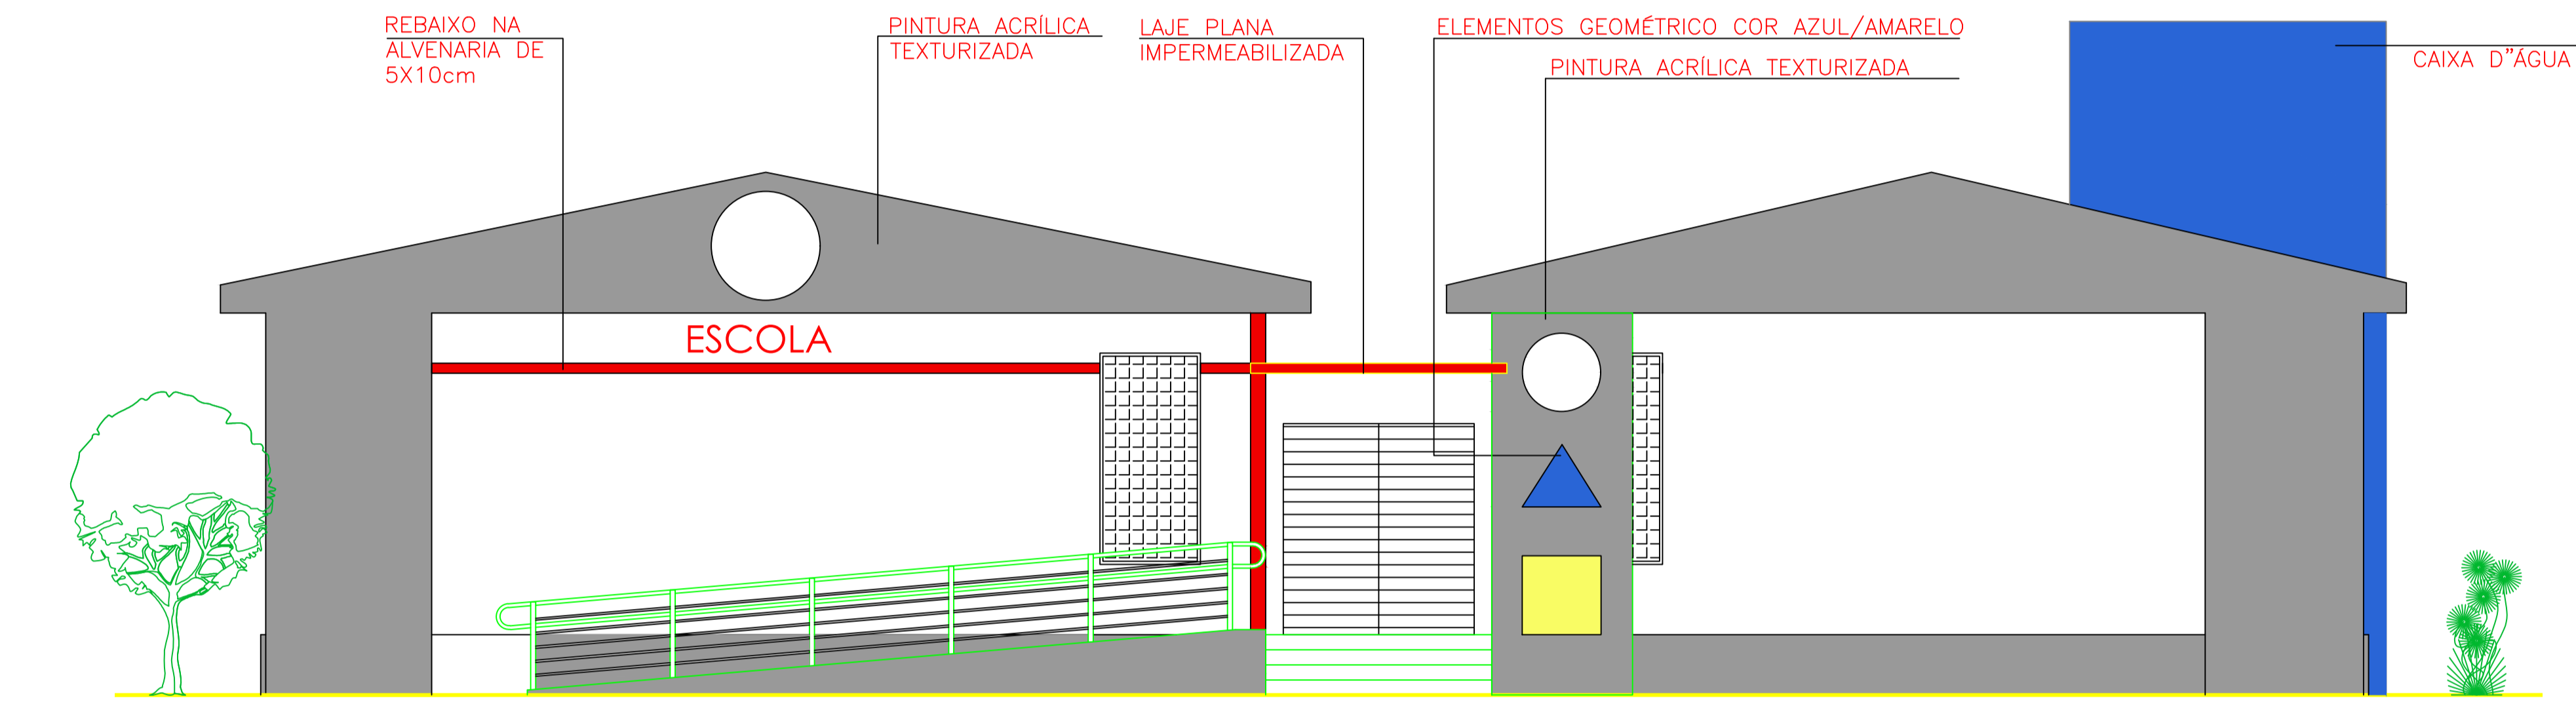 REBAIXO NA
ALVENARIA DE
5X10cm
PINTURA ACRÍLICA
TEXTURIZADA
LAJE PLANA
IMPERMEABILIZADA
ELEMENTOS GEOMÉTRICO COR AZUL/AMARELO
PINTURA ACRÍLICA TEXTURIZADA
CAIXA D"ÁGUA
ESCOLA